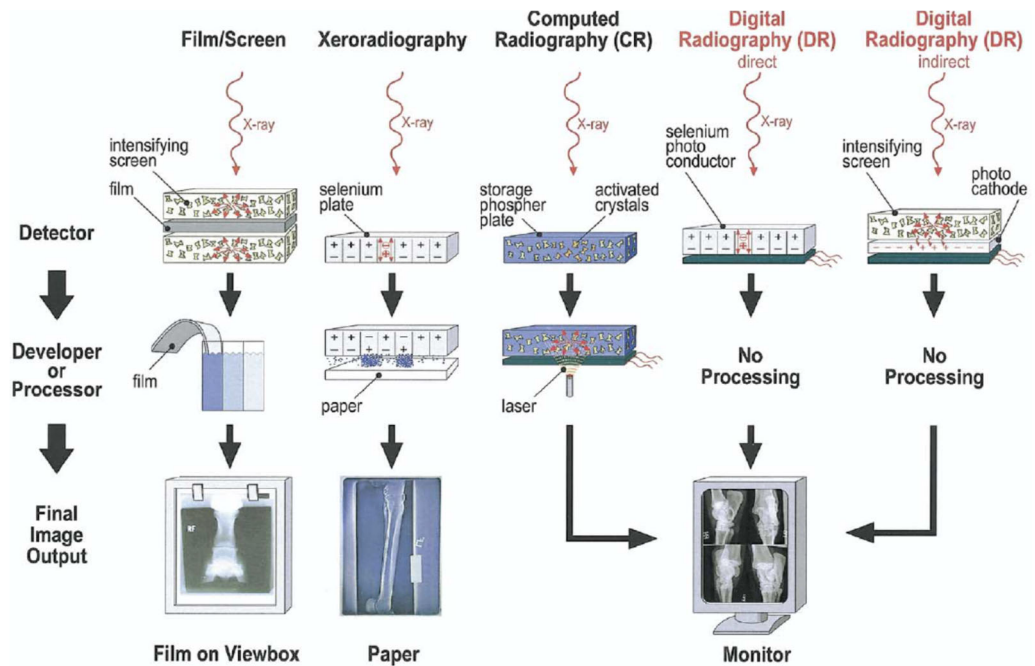 Film/Screen
Xeroradiography
Computed
Radiography (CR)
Digital
Radiography (DR)
direct
Digital
Radiography (DR)
indirect
X-ray
X-ray
X-ray
X-ray
X-ray
intensifying
screen
film
selenium
plate
storage
phospher
plate
activated
crystals
selenium
photo
conductor
intensifying
screen
photo
cathode
Detector
Developer
or
Processor
film
paper
laser
No
Processing
No
Processing
Final
Image
Output
RF
Film on Viewbox
Paper
Monitor